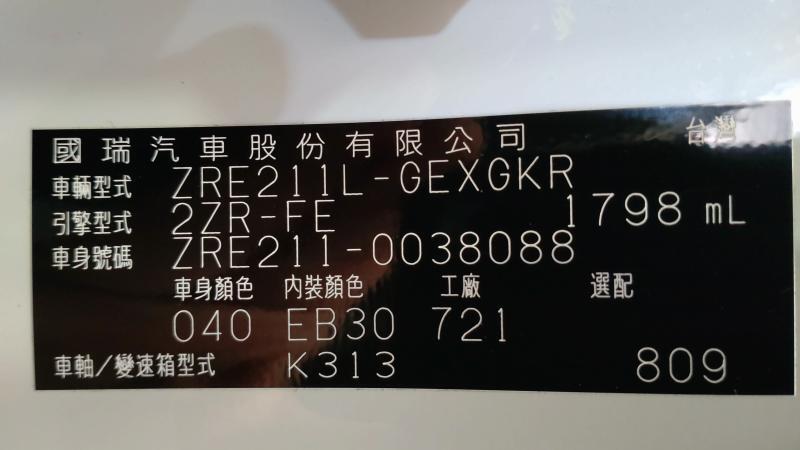 國瑞汽車股份有限公司 台灣
車輛型式 ZRE211L-GEXGKR
引擎型式 2ZR-FE 1798 mL
車身號碼 ZRE211-0038088
車身顏色 內裝顏色 工廠 選配
040 EB30 721
車軸/變速箱型式 K313 809